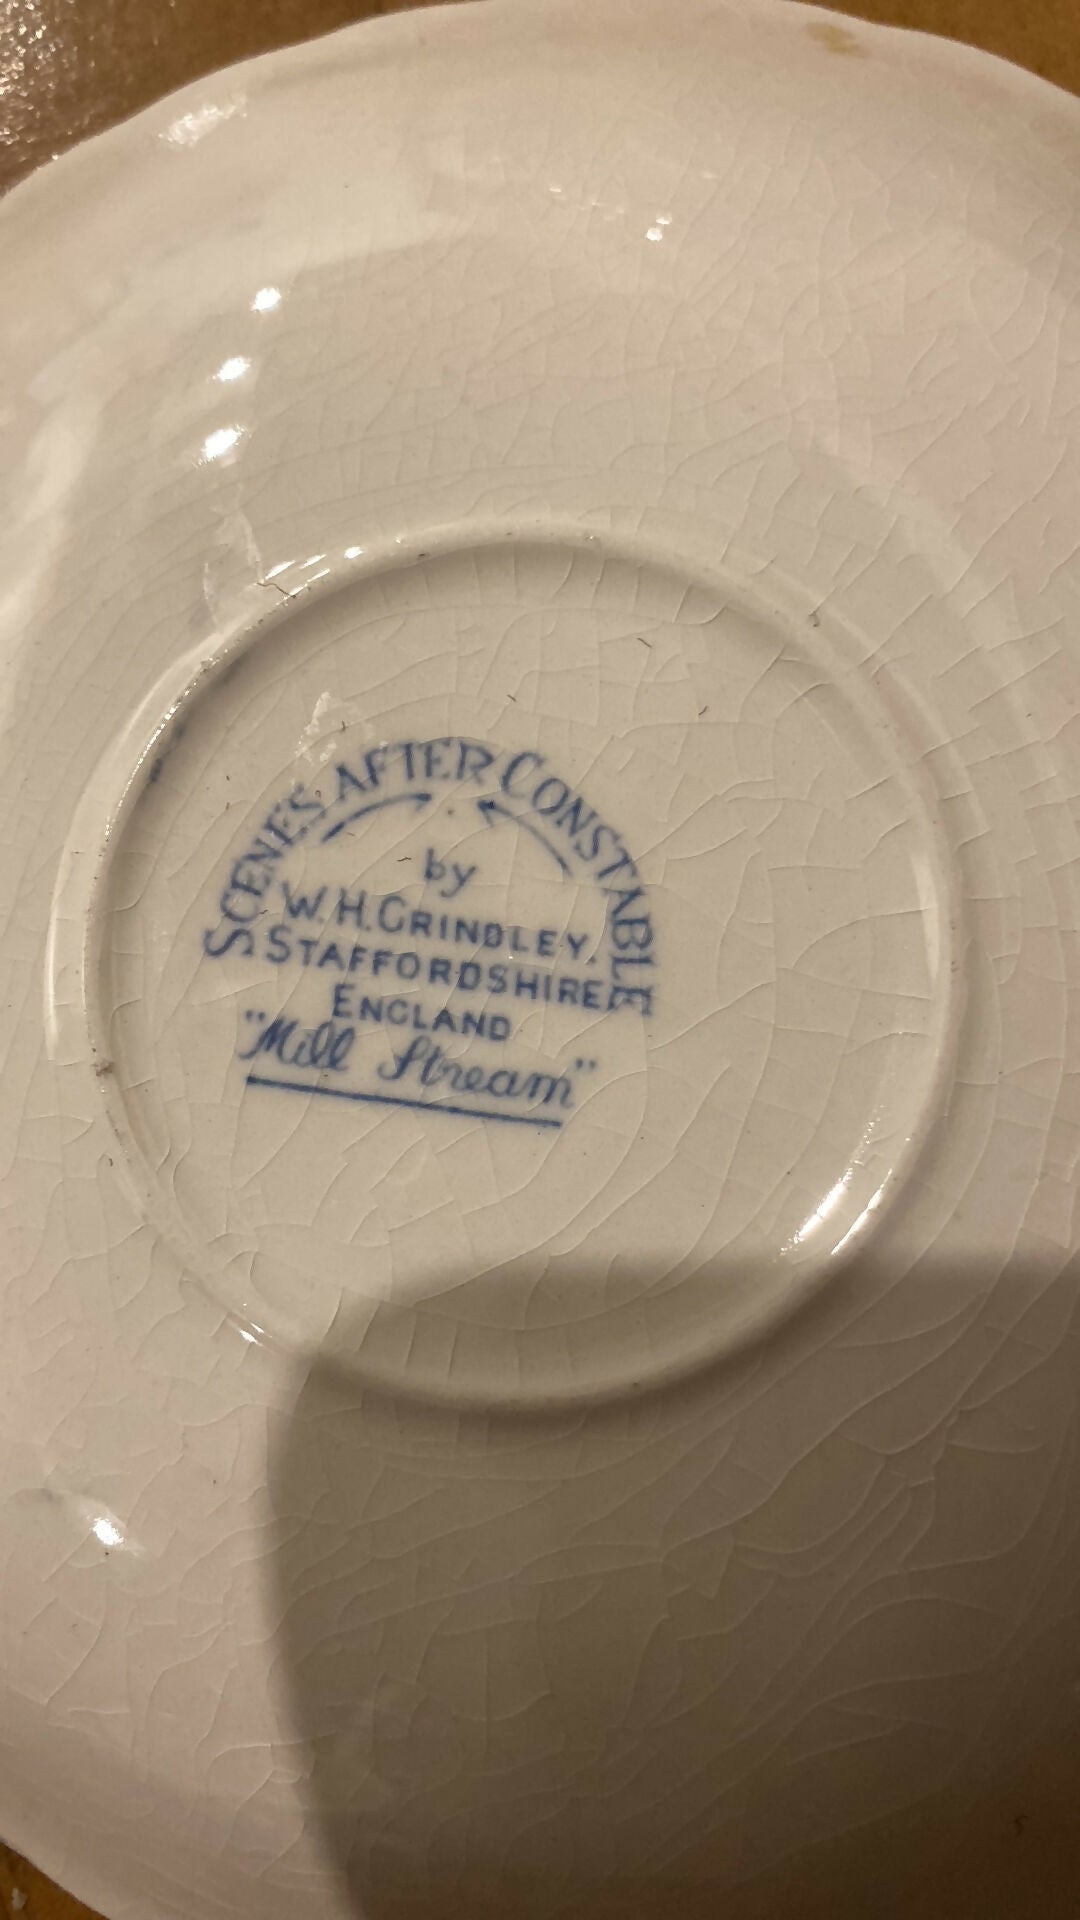 SCENES AFTER CONSTABLE
by
W.H.GRINDLEY.
STAFFORDSHIRE
ENGLAND
"Mill Stream"